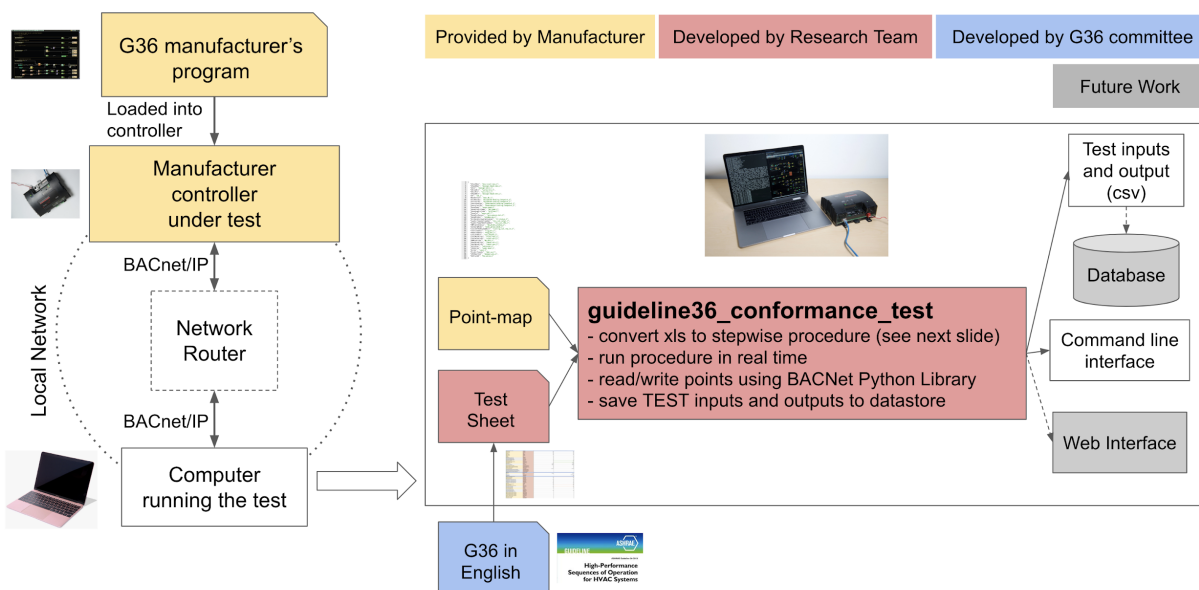 G36 manufacturer's
program
Loaded into
controller
Manufacturer
controller
under test
BACnet/IP
Local Network
Network
Router
BACnet/IP
Computer
running the test
Provided by Manufacturer
Developed by Research Team
Developed by G36 committee
Future Work
Point-map
Test
Sheet
guideline36_conformance_test
- convert xls to stepwise procedure (see next slide)
- run procedure in real time
- read/write points using BACNet Python Library
- save TEST inputs and outputs to datastore
Test inputs
and output
(csv)
Database
Command line
interface
Web Interface
G36 in
English
ASHRAE
GUIDELINE
High-Performance
Sequences of Operation
for HVAC Systems